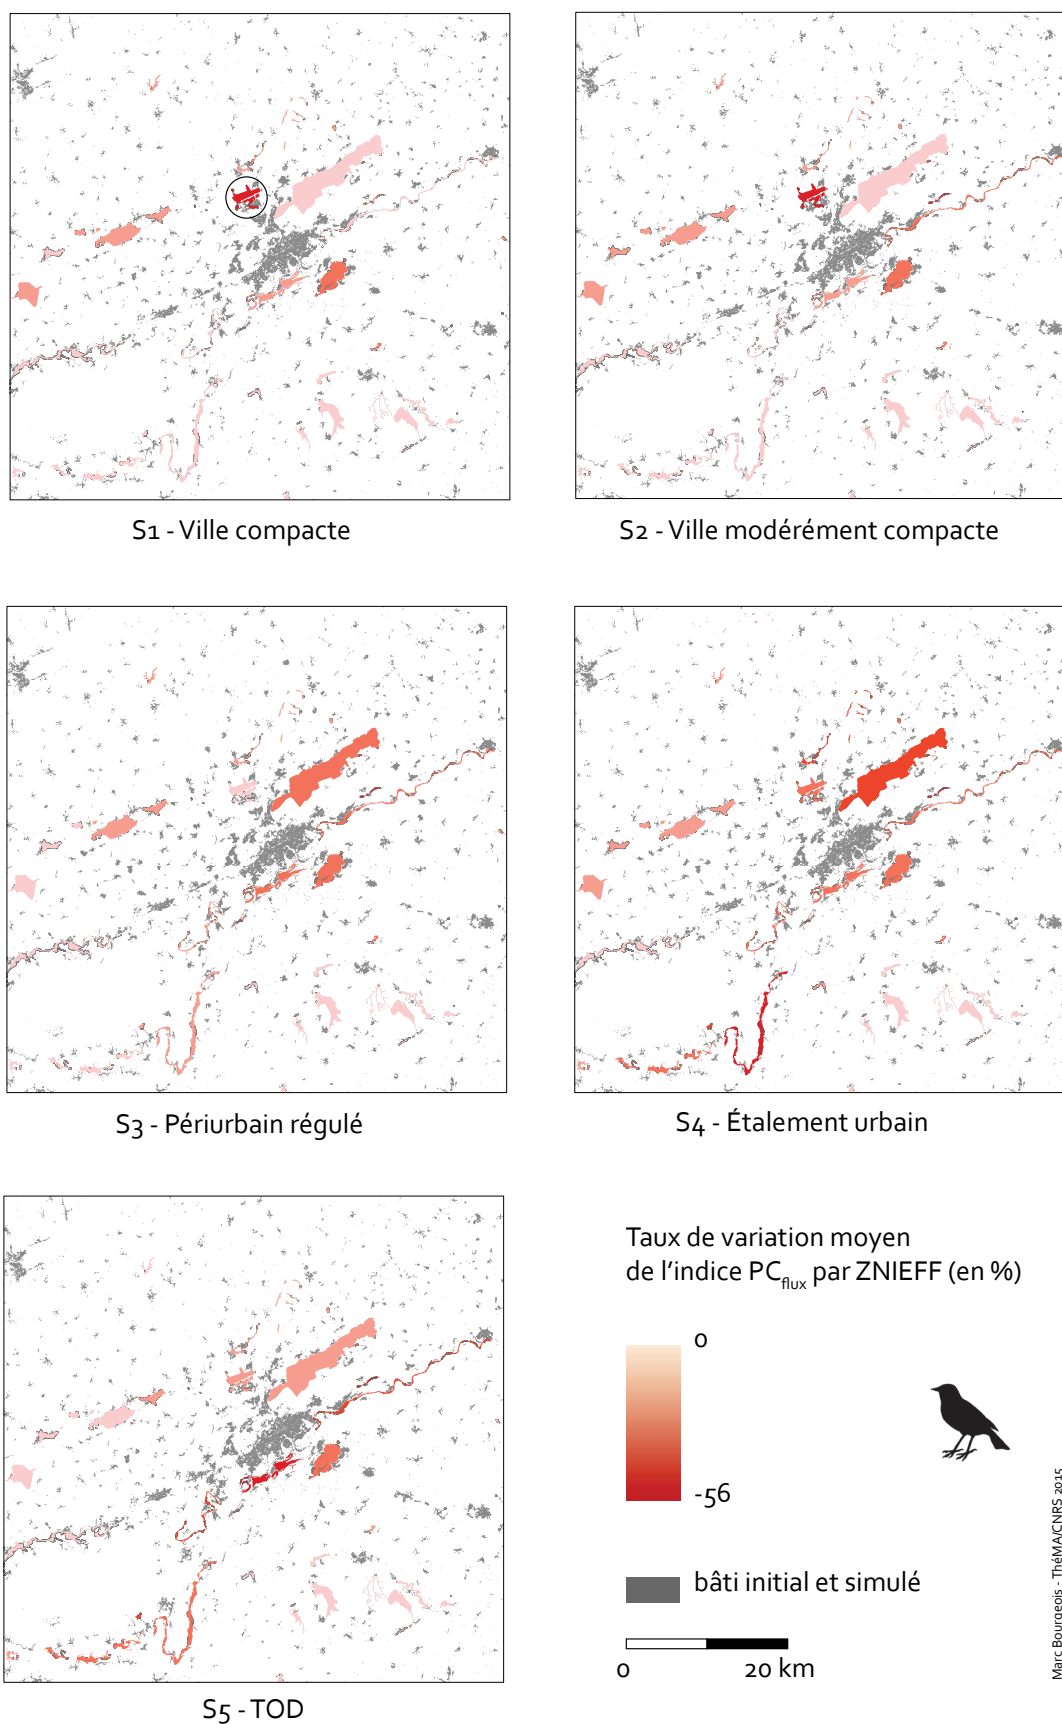 S1 - Ville compacte
S2 - Ville modérément compacte
S3 - Périurbain régulé
S4 - Étalement urbain
S5 - TOD
Taux de variation moyen
de l'indice PCflux par ZNIEFF (en %)
0
-56
bâti initial et simulé
0 20 km
Marc Bourgeois - ThéMA/CNRS 2015